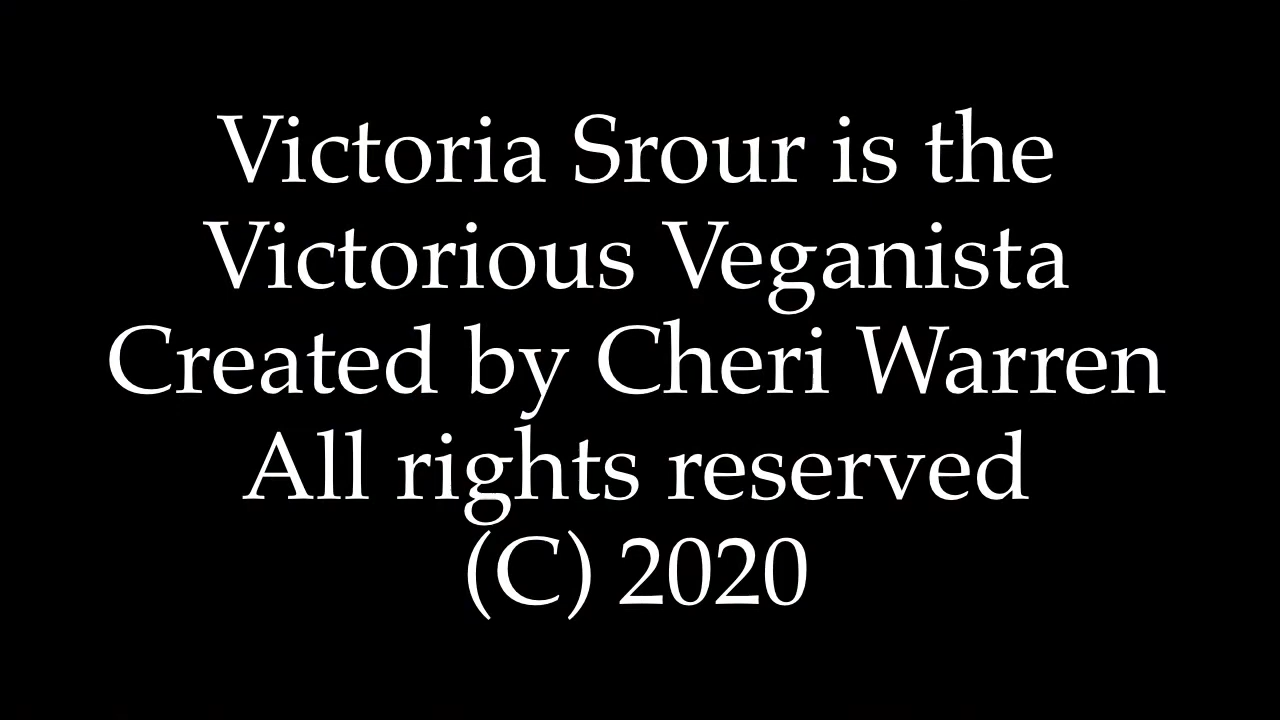 Victoria Srour is the
Victorious Veganista
Created by Cheri Warren
All rights reserved
(C) 2020